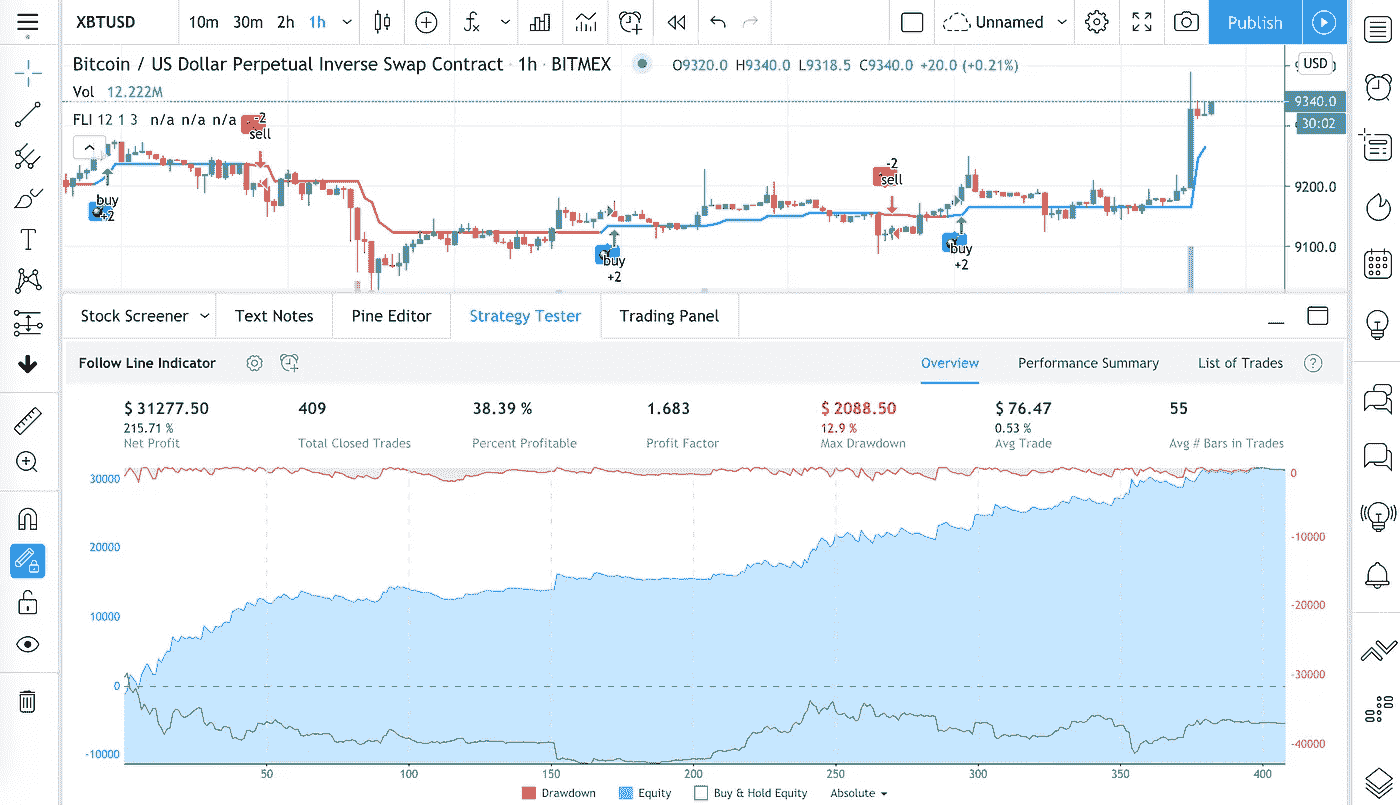 XBTUSD 10m 30m 2h 1h Unnamed Publish
Bitcoin / US Dollar Perpetual Inverse Swap Contract · 1h · BITMEX O9320.0 H9340.0 L9318.5 C9340.0 +20.0 (+0.21%) USD
Vol 12.222M
9340.0
FLI 12 1 3 n/a n/a n/a
30:02
-2
sell
-2
sell
9200.0
buy
+2
9100.0
buy
+2
buy
+2
Stock Screener Text Notes Pine Editor Strategy Tester Trading Panel
Follow Line Indicator Overview Performance Summary List of Trades ?
$ 31277.50 409 38.39 % 1.683 $ 2088.50 $ 76.47 55
215.71 % 12.9 % 0.53 %
Net Profit Total Closed Trades Percent Profitable Profit Factor Max Drawdown Avg Trade Avg # Bars in Trades
30000 0
20000 -10000
10000 -20000
0 -30000
-10000 -40000
50 100 150 200 250 300 350 400
Drawdown Equity Buy & Hold Equity Absolute